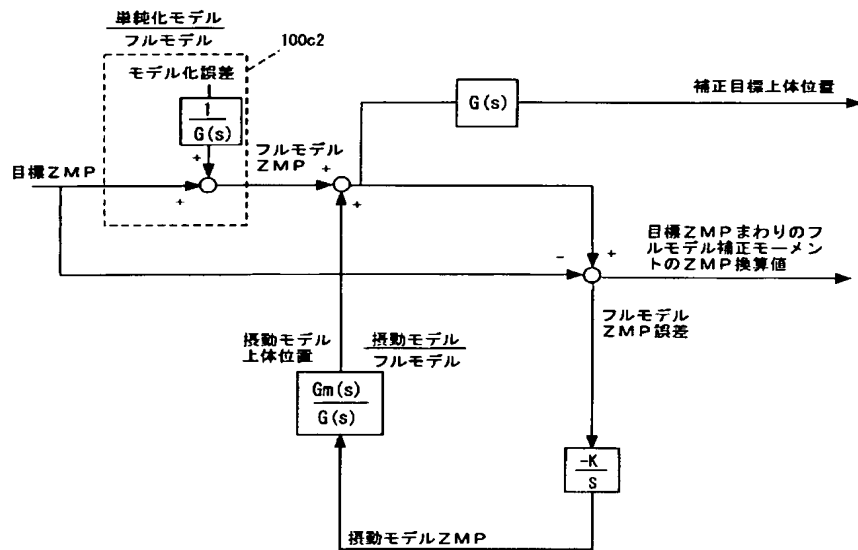 単純化モデル
フルモデル
100c2
モデル化誤差
1
G(s)
G(s)
補正目標上体位置
フルモデル
ZMP
目標ZMP
+
+
+
+
目標ZMPまわりのフ
ルモデル補正モーメン
トのZMP換算値
-
+
フルモデル
ZMP誤差
摂動モデル
上体位置
摂動モデル
フルモデル
Gm(s)
G(s)
-K
s
摂動モデルZMP